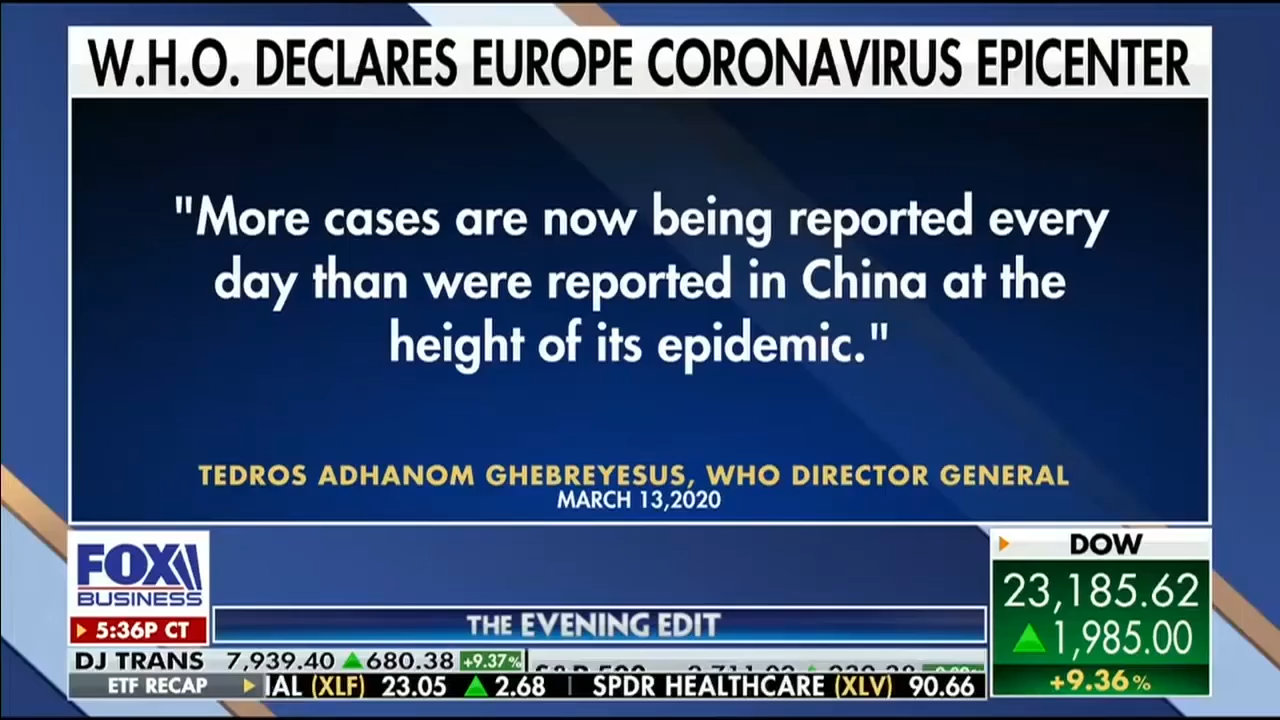 W.H.O. DECLARES EUROPE CORONAVIRUS EPICENTER
"More cases are now being reported every
day than were reported in China at the
height of its epidemic."
TEDROS ADHANOM GHEBREYESUS, WHO DIRECTOR GENERAL
MARCH 13,2020
FOX
BUSINESS
5:36P CT
THE EVENING EDIT
DOW
23,185.62
1,985.00
+9.36%
DJ TRANS 7,939.40 680.38 +9.37%
ETF RECAP IAL (XLF) 23.05 2.68 | SPDR HEALTHCARE (XLV) 90.66